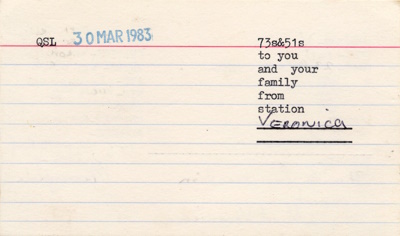 QSL 30 MAR 1983
73s&51s
to you
and your
family
from
station
VERONICA